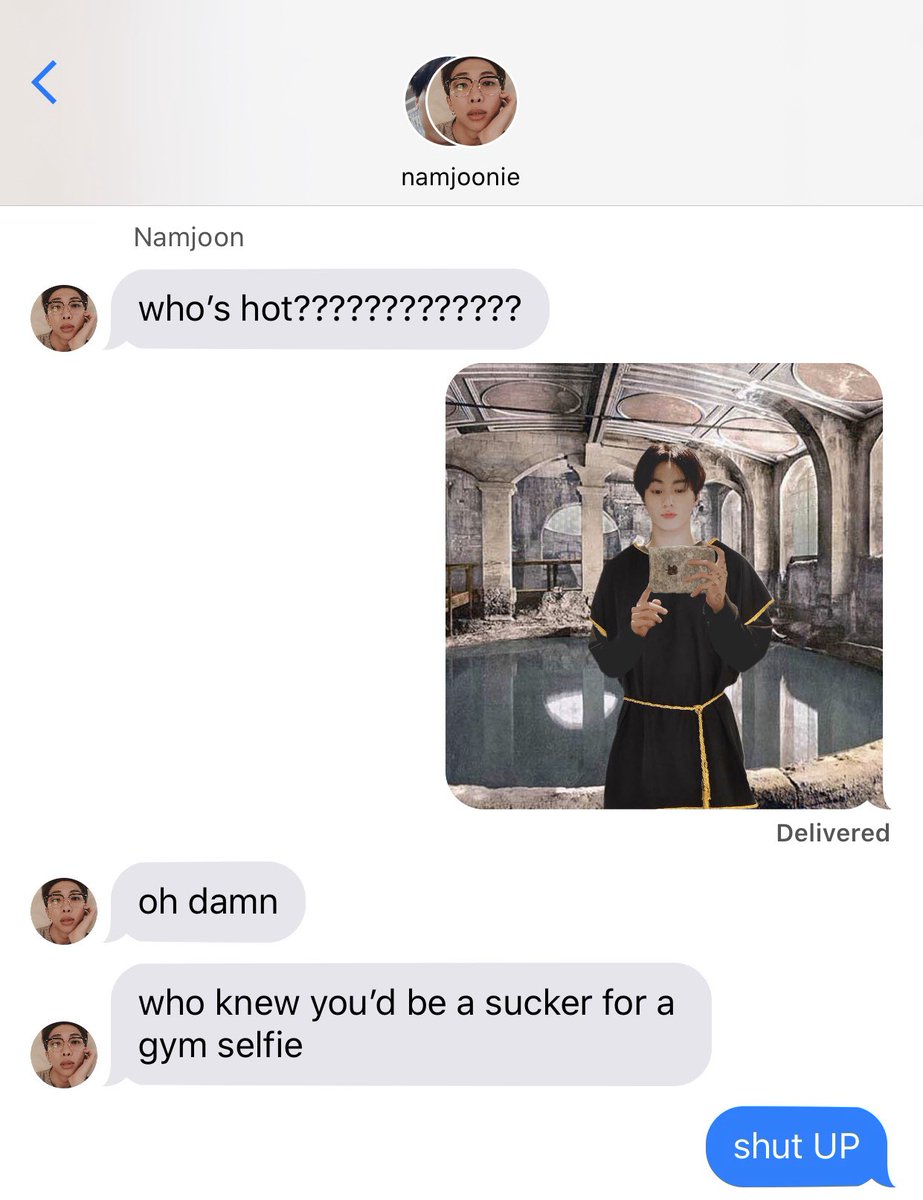 namjoonie
Namjoon
who’s hot?????????????
Delivered
oh damn
who knew you’d be a sucker for a
gym selfie
shut UP